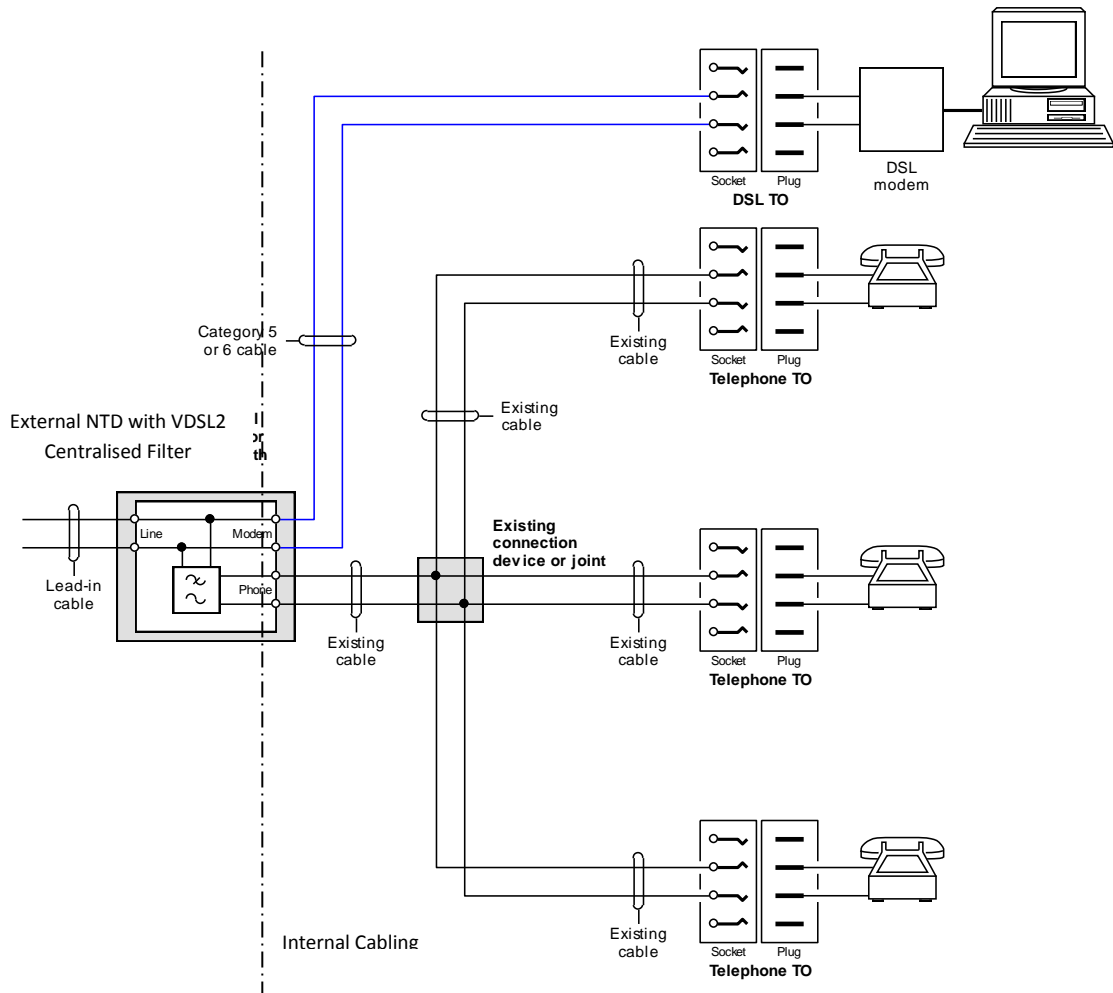 Socket Plug
DSL TO
DSL
modem
Existing
cable
Socket Plug
Telephone TO
Category 5
or 6 cable
Existing
cable
External NTD with VDSL2
Centralised Filter
Line
Modem
Phone
Lead-in
cable
Existing
connection
device or joint
Existing
cable
Existing
cable
Socket Plug
Telephone TO
Existing
cable
Socket Plug
Telephone TO
Internal Cabling